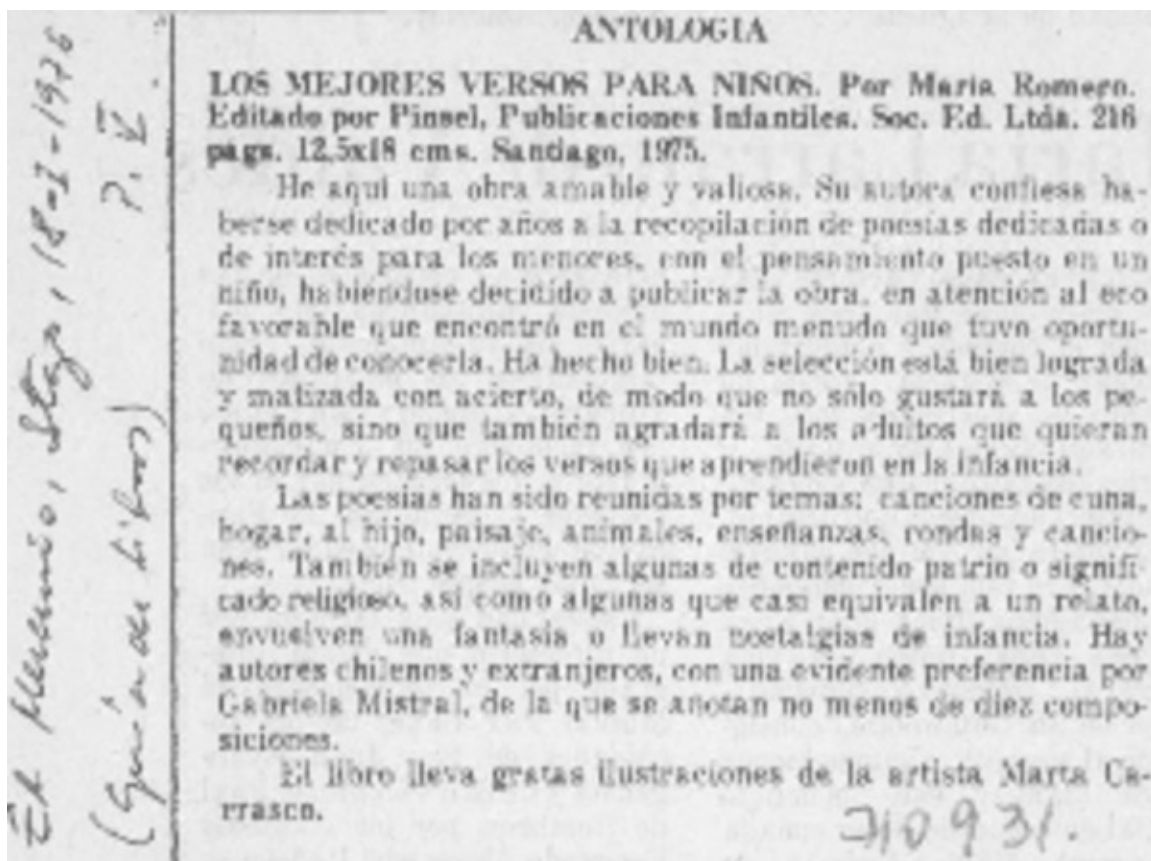 ANTOLOGIA
LOS MEJORES VERSOS PARA NIÑOS. Por María Romero.
Editado por Pinsel, Publicaciones Infantiles. Soc. Ed. Ltda. 216
págs. 12,5x18 cms. Santiago, 1975.
He aquí una obra amable y valiosa. Su autora confiesa ha-
berse dedicado por años a la recopilación de poesías dedicadas o
de interés para los menores, con el pensamiento puesto en un
niño, habiéndose decidido a publicar la obra, en atención al eco
favorable que encontró en el mundo menudo que tuvo oportu-
nidad de conocerla. Ha hecho bien. La selección está bien lograda
y matizada con acierto, de modo que no sólo gustará a los pe-
queños, sino que también agradará a los adultos que quieran
recordar y repasar los versos que aprendieron en la infancia.
Las poesías han sido reunidas por temas: canciones de cuna,
hogar, al hijo, paisaje, animales, enseñanzas, rondas y cancio-
nes. También se incluyen algunas de contenido patrio o signifi-
cado religioso, así como algunas que casi equivalen a un relato,
envuelven una fantasía o llevan nostalgias de infancia. Hay
autores chilenos y extranjeros, con una evidente preferencia por
Gabriela Mistral, de la que se anotan no menos de diez compo-
siciones.
El libro lleva gratas ilustraciones de la artista Marta Ca-
rrasco.
710931.
El Mercurio, Stgo, 18-I-1976
P. V.
(Guión de libros)